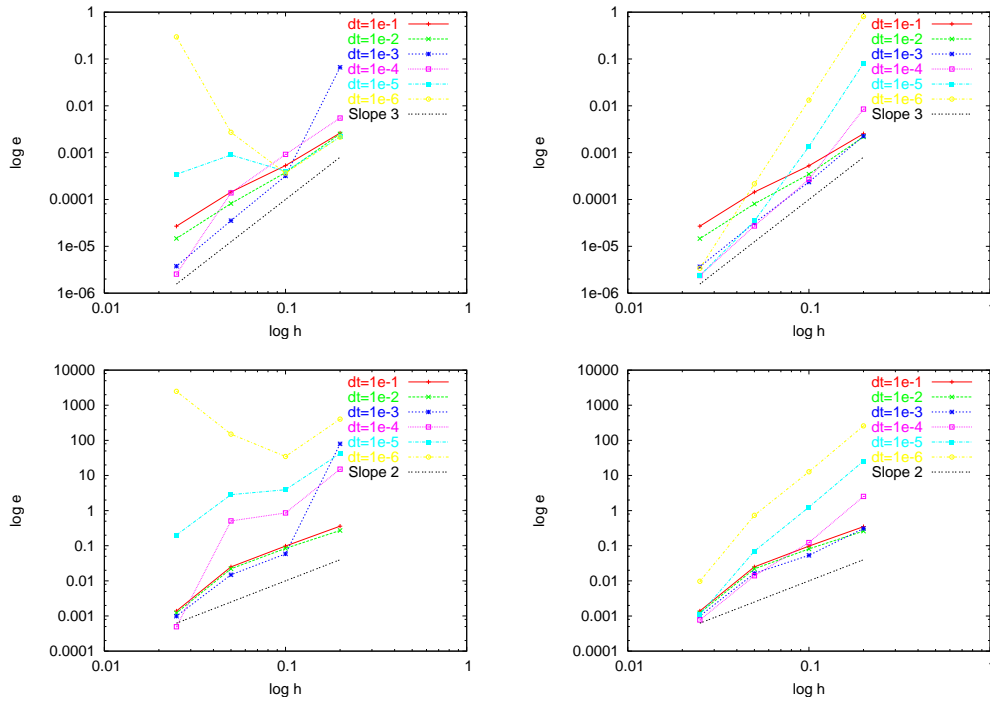 1
0.1
0.01
0.001
0.0001
1e-05
1e-06
log e
dt=1e-1
dt=1e-2
dt=1e-3
dt=1e-4
dt=1e-5
dt=1e-6
Slope 3
0.01
0.1
1
log h
1
0.1
0.01
0.001
0.0001
1e-05
1e-06
log e
dt=1e-1
dt=1e-2
dt=1e-3
dt=1e-4
dt=1e-5
dt=1e-6
Slope 3
0.01
0.1
1
log h
10000
1000
100
10
1
0.1
0.01
0.001
0.0001
log e
dt=1e-1
dt=1e-2
dt=1e-3
dt=1e-4
dt=1e-5
dt=1e-6
Slope 2
0.01
0.1
1
log h
10000
1000
100
10
1
0.1
0.01
0.001
0.0001
log e
dt=1e-1
dt=1e-2
dt=1e-3
dt=1e-4
dt=1e-5
dt=1e-6
Slope 2
0.01
0.1
1
log h